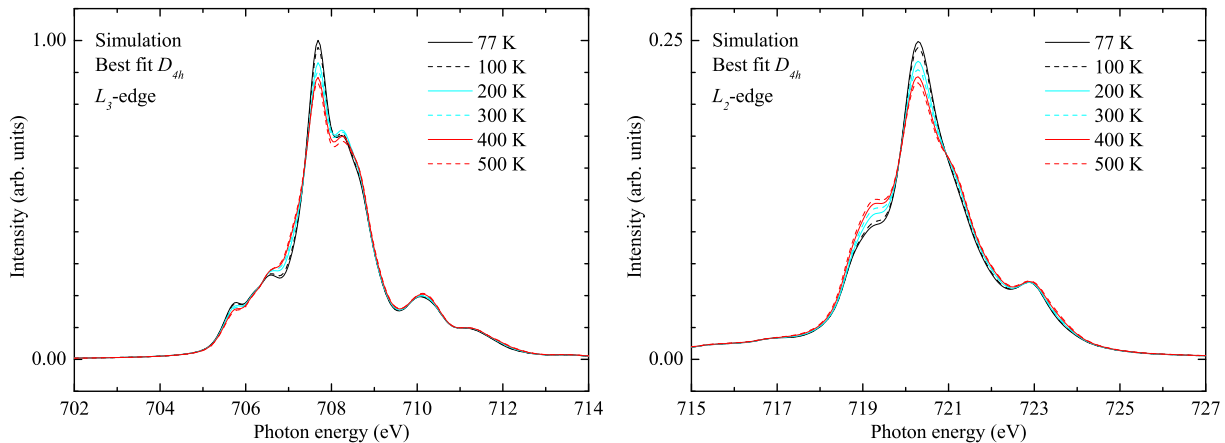 1.00
0.00
Intensity (arb. units)
Simulation
Best fit D4h
L3-edge
77 K
100 K
200 K
300 K
400 K
500 K
702 704 706 708 710 712 714
Photon energy (eV)
0.25
0.00
Intensity (arb. units)
Simulation
Best fit D4h
L2-edge
77 K
100 K
200 K
300 K
400 K
500 K
715 717 719 721 723 725 727
Photon energy (eV)